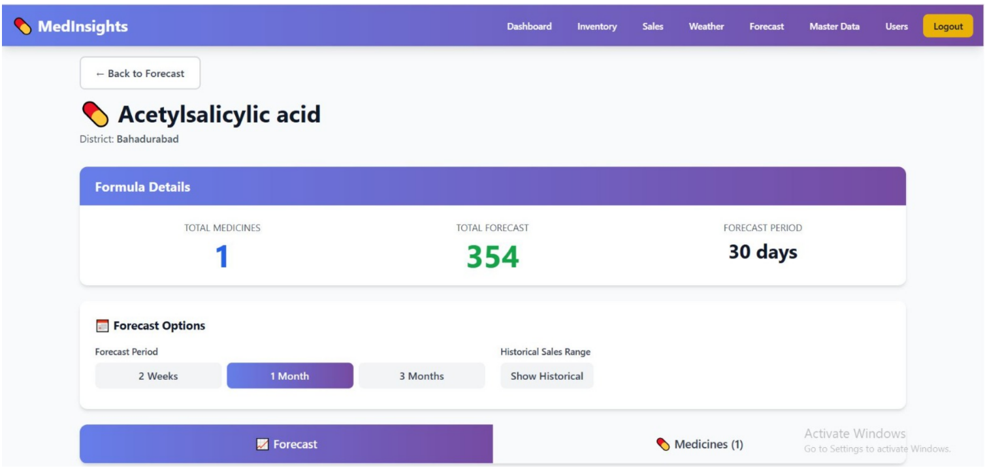 MedInsights Dashboard Inventory Sales Weather Forecast Master Data Users Logout
← Back to Forecast
Acetylsalicylic acid
District: Bahadurabad
Formula Details
TOTAL MEDICINES TOTAL FORECAST FORECAST PERIOD
1 354 30 days
Forecast Options
Forecast Period Historical Sales Range
2 Weeks 1 Month 3 Months Show Historical
Forecast Medicines (1)
Activate Windows
Go to Settings to activate Windows.